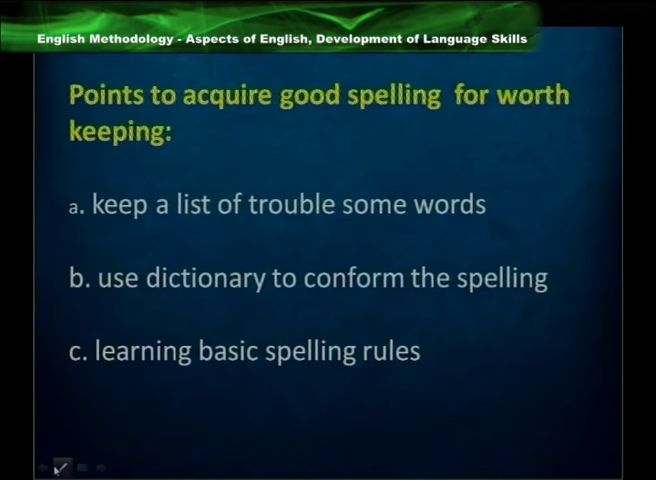 English Methodology - Aspects of English, Development of Language Skills
Points to acquire good spelling for worth
keeping:
a. keep a list of trouble some words
b. use dictionary to conform the spelling
c. learning basic spelling rules